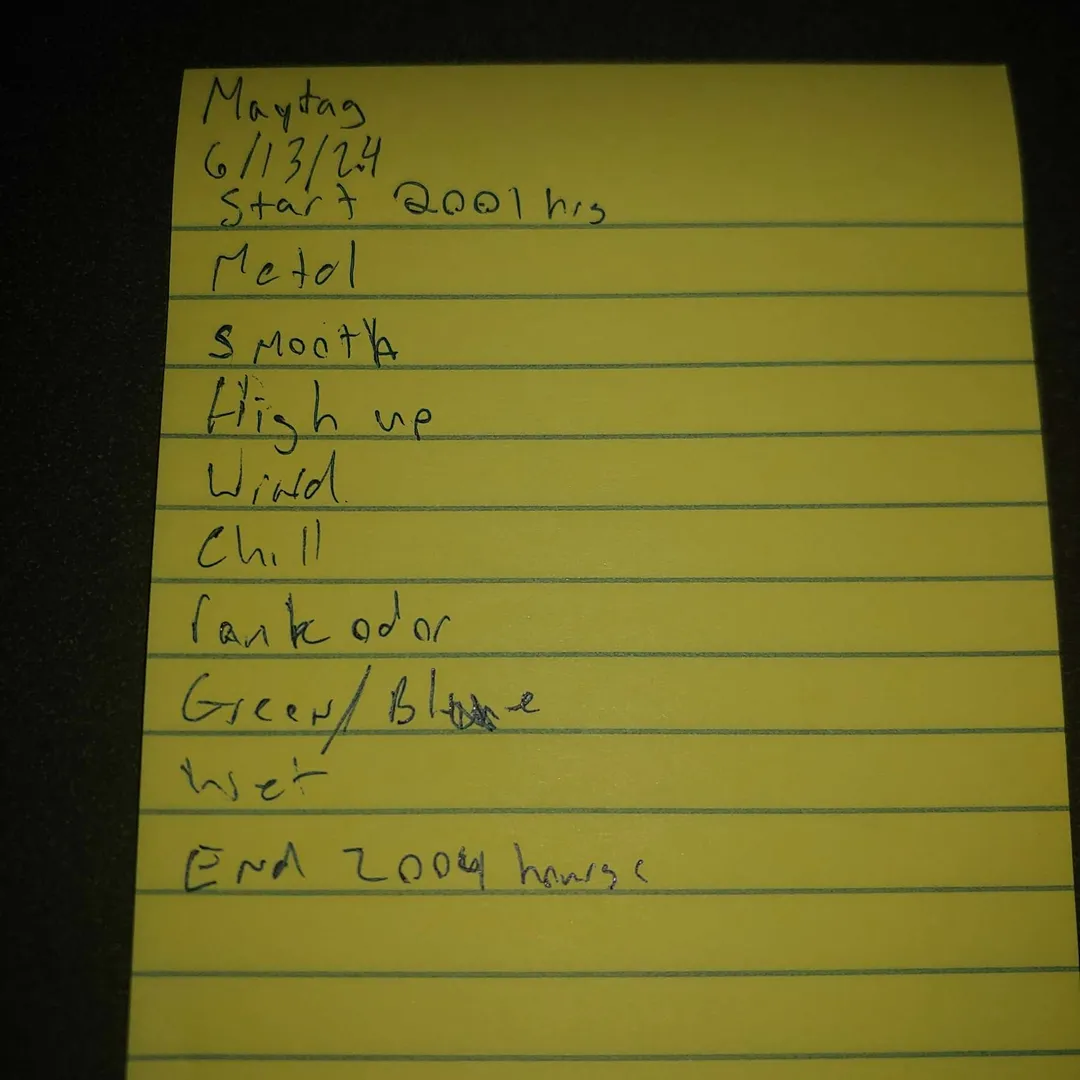 Maytag
6/13/24
Start 2001 hrs
Metal
Smooth
High up
Wind
Chill
rank odor
Green/Blue
wet
End 2004 hours